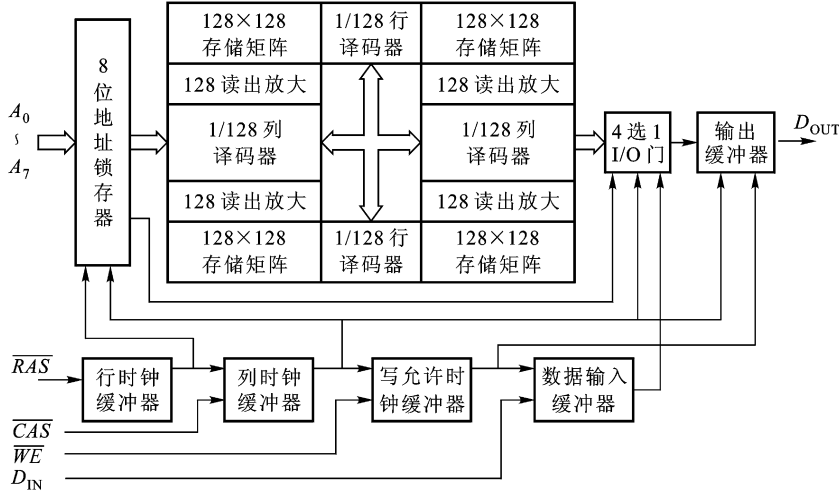 128×128
存储矩阵
1/128 行
译码器
128×128
存储矩阵
8
位
地
址
锁
存
器
128 读出放大
128 读出放大
A0
~
A7
1/128 列
译码器
1/128 列
译码器
4 选 1
I/O 门
输出
缓冲器
DOUT
128 读出放大
128 读出放大
128×128
存储矩阵
1/128 行
译码器
128×128
存储矩阵
RAS
行时钟
缓冲器
列时钟
缓冲器
写允许时
钟缓冲器
数据输入
缓冲器
CAS
WE
DIN